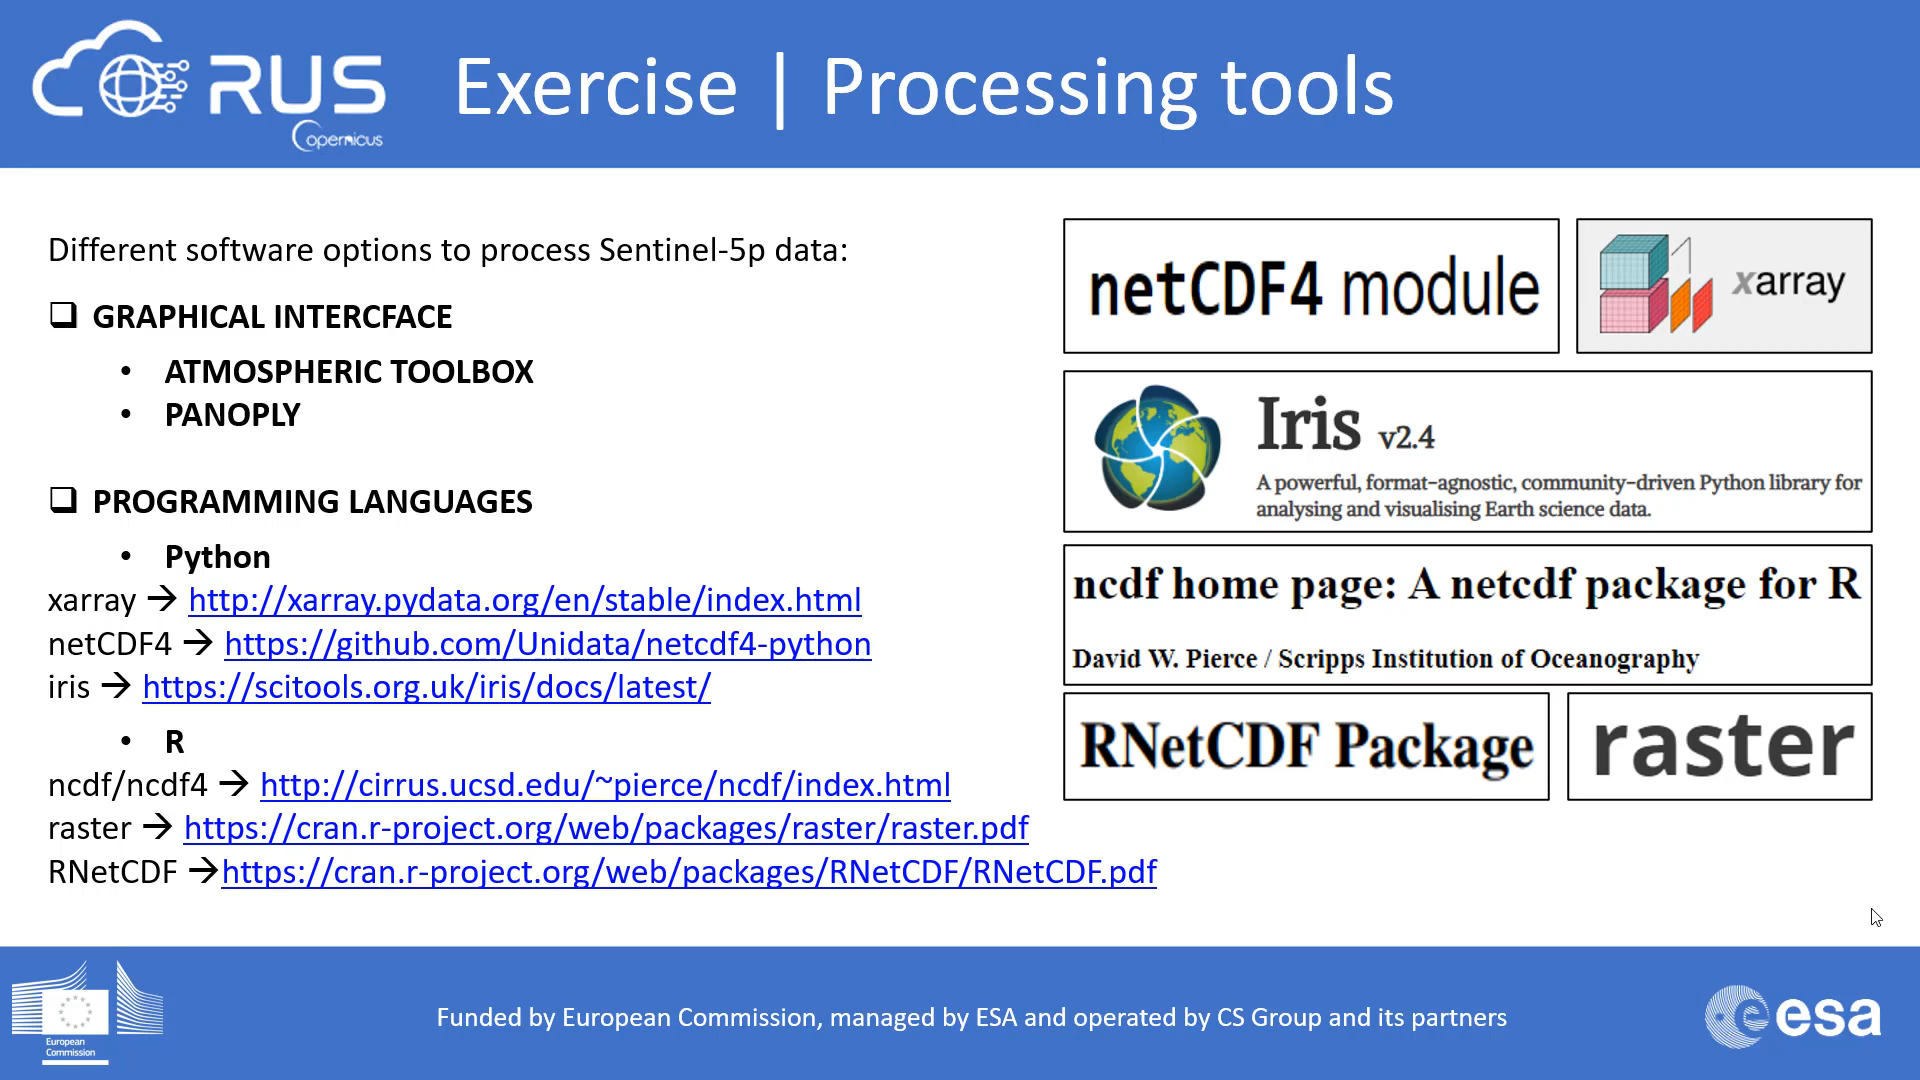 RUS
Copernicus
Exercise | Processing tools
Different software options to process Sentinel-5p data:
GRAPHICAL INTERCFACE
• ATMOSPHERIC TOOLBOX
• PANOPLY
PROGRAMMING LANGUAGES
• Python
xarray → http://xarray.pydata.org/en/stable/index.html
netCDF4 → https://github.com/Unidata/netcdf4-python
iris → https://scitools.org.uk/iris/docs/latest/
• R
ncdf/ncdf4 → http://cirrus.ucsd.edu/~pierce/ncdf/index.html
raster → https://cran.r-project.org/web/packages/raster/raster.pdf
RNetCDF →https://cran.r-project.org/web/packages/RNetCDF/RNetCDF.pdf
netCDF4 module
xarray
Iris v2.4
A powerful, format-agnostic, community-driven Python library for
analysing and visualising Earth science data.
ncdf home page: A netcdf package for R
David W. Pierce / Scripps Institution of Oceanography
RNetCDF Package
raster
European
Commission
Funded by European Commission, managed by ESA and operated by CS Group and its partners
esa